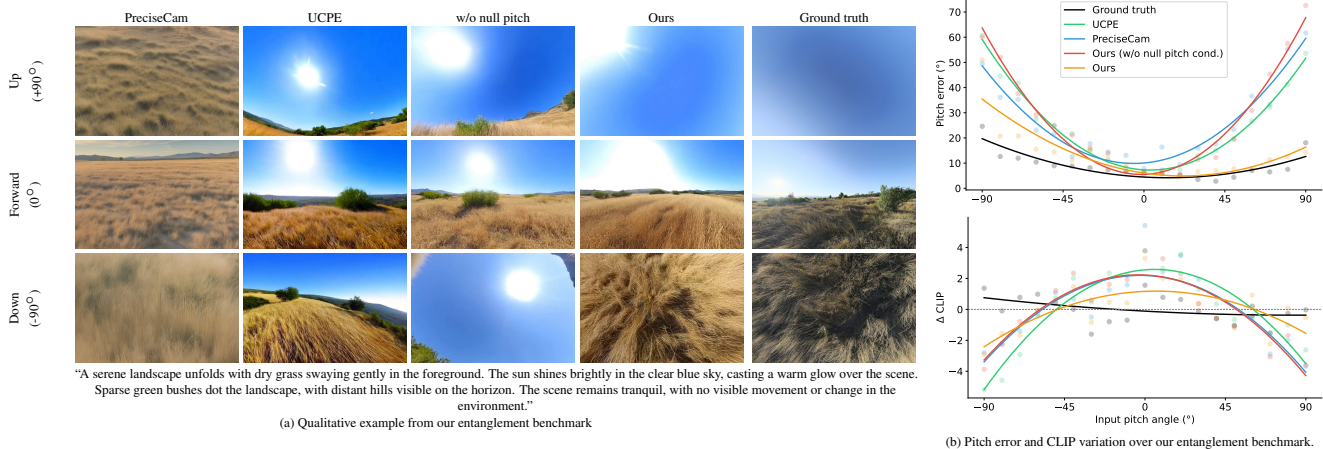 PreciseCam
UCPE
w/o null pitch
Ours
Ground truth
Up
(+90°)
Forward
(0°)
Down
(-90°)
“A serene landscape unfolds with dry grass swaying gently in the foreground. The sun shines brightly in the clear blue sky, casting a warm glow over the scene.
Sparse green bushes dot the landscape, with distant hills visible on the horizon. The scene remains tranquil, with no visible movement or change in the
environment.”
(a) Qualitative example from our entanglement benchmark
Pitch error (°)
70
60
50
40
30
20
10
0
Ground truth
UCPE
PreciseCam
Ours (w/o null pitch cond.)
Ours
−90
−45
0
45
90
Δ CLIP
4
2
0
−2
−4
−90
−45
0
45
90
Input pitch angle (°)
(b) Pitch error and CLIP variation over our entanglement benchmark.